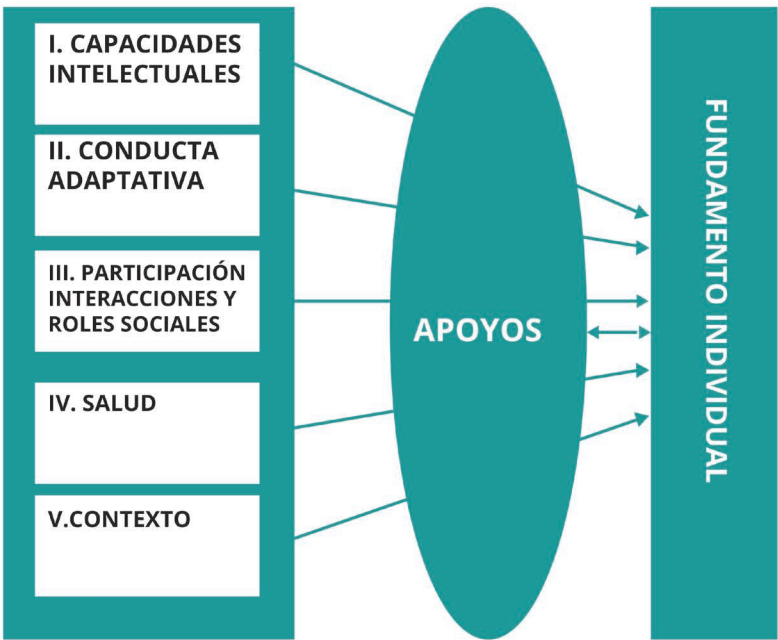 I. CAPACIDADES
INTELECTUALES
II. CONDUCTA
ADAPTATIVA
III. PARTICIPACIÓN
INTERACCIONES Y
ROLES SOCIALES
IV. SALUD
V.CONTEXTO
APOYOS
FUNDAMENTO INDIVIDUAL